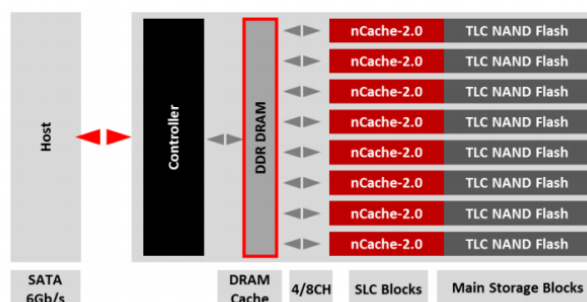 Host
Controller
DDR DRAM
nCache-2.0 TLC NAND Flash
nCache-2.0 TLC NAND Flash
nCache-2.0 TLC NAND Flash
nCache-2.0 TLC NAND Flash
nCache-2.0 TLC NAND Flash
nCache-2.0 TLC NAND Flash
nCache-2.0 TLC NAND Flash
nCache-2.0 TLC NAND Flash
SATA
6Gb/s
DRAM
Cache
4/8CH
SLC Blocks
Main Storage Blocks